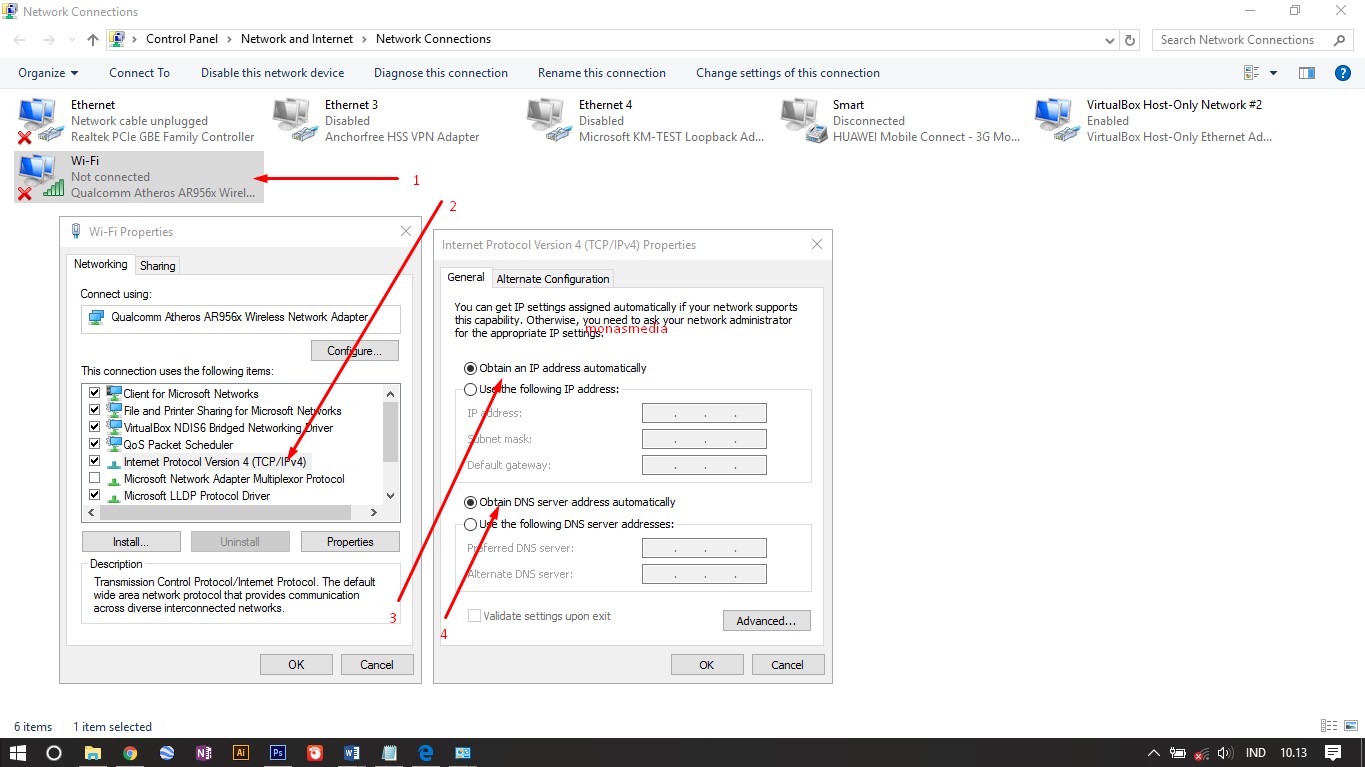 Network Connections
Control Panel
Network and Internet
Network Connections
Search Network Connections
Organize
Connect To
Disable this network device
Diagnose this connection
Rename this connection
Change settings of this connection
Ethernet
Network cable unplugged
Realtek PCIe GBE Family Controller
Ethernet 3
Disabled
Anchorfree HSS VPN Adapter
Ethernet 4
Disabled
Microsoft KM-TEST Loopback Ad...
Smart
Disconnected
HUAWEI Mobile Connect - 3G Mo...
VirtualBox Host-Only Network #2
Enabled
VirtualBox Host-Only Ethernet Ad...
Wi-Fi
Not connected
Qualcomm Atheros AR956x Wirel...
1
2
Wi-Fi Properties
Networking
Sharing
Connect using:
Qualcomm Atheros AR956x Wireless Network Adapter
Configure...
This connection uses the following items:
Client for Microsoft Networks
File and Printer Sharing for Microsoft Networks
VirtualBox NDIS6 Bridged Networking Driver
QoS Packet Scheduler
Internet Protocol Version 4 (TCP/IPv4)
Microsoft Network Adapter Multiplexor Protocol
Microsoft LLDP Protocol Driver
Install...
Uninstall
Properties
Description
Transmission Control Protocol/Internet Protocol. The default
wide area network protocol that provides communication
across diverse interconnected networks.
3
OK
Cancel
Internet Protocol Version 4 (TCP/IPv4) Properties
General
Alternate Configuration
You can get IP settings assigned automatically if your network supports
this capability. Otherwise, you need to ask your network administrator
for the appropriate IP settings.
monasmedia
Obtain an IP address automatically
Use the following IP address:
IP address:
Subnet mask:
Default gateway:
Obtain DNS server address automatically
Use the following DNS server addresses:
Preferred DNS server:
Alternate DNS server:
Validate settings upon exit
Advanced...
4
OK
Cancel
6 items
1 item selected
N
Ai
Ps
IND
10.13